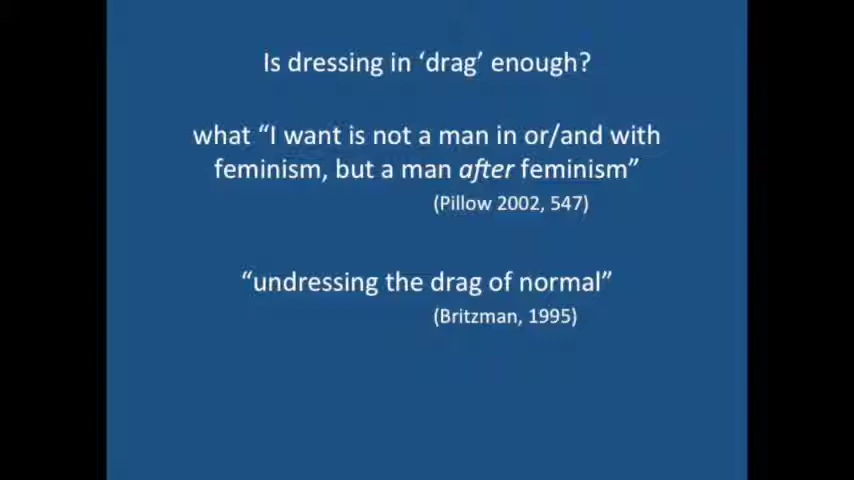 Is dressing in ‘drag’ enough?
what “I want is not a man in or/and with
feminism, but a man after feminism”
(Pillow 2002, 547)
“undressing the drag of normal”
(Britzman, 1995)